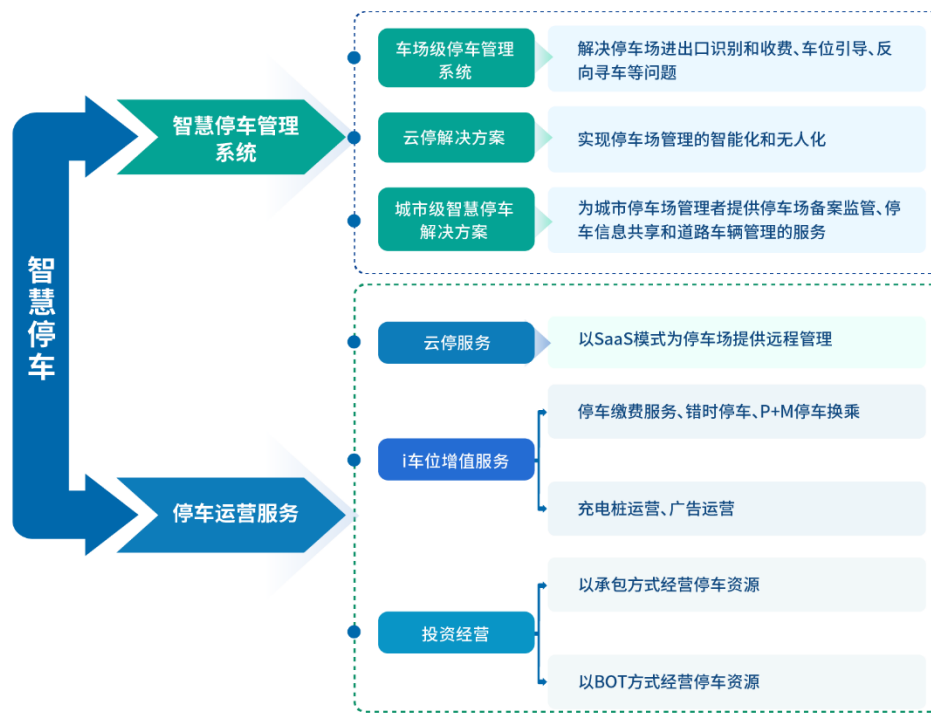 智慧停车
智慧停车管理
系统
车场级停车管理
系统
解决停车场进出口识别和收费、车位引导、反
向寻车等问题
云停解决方案
实现停车场管理的智能化和无人化
城市级智慧停车
解决方案
为城市停车场管理者提供停车场备案监管、停
车信息共享和道路车辆管理的服务
停车运营服务
云停服务
以SaaS模式为停车场提供远程管理
i车位增值服务
停车缴费服务、错时停车、P+M停车换乘
充电桩运营、广告运营
投资经营
以承包方式经营停车资源
以BOT方式经营停车资源